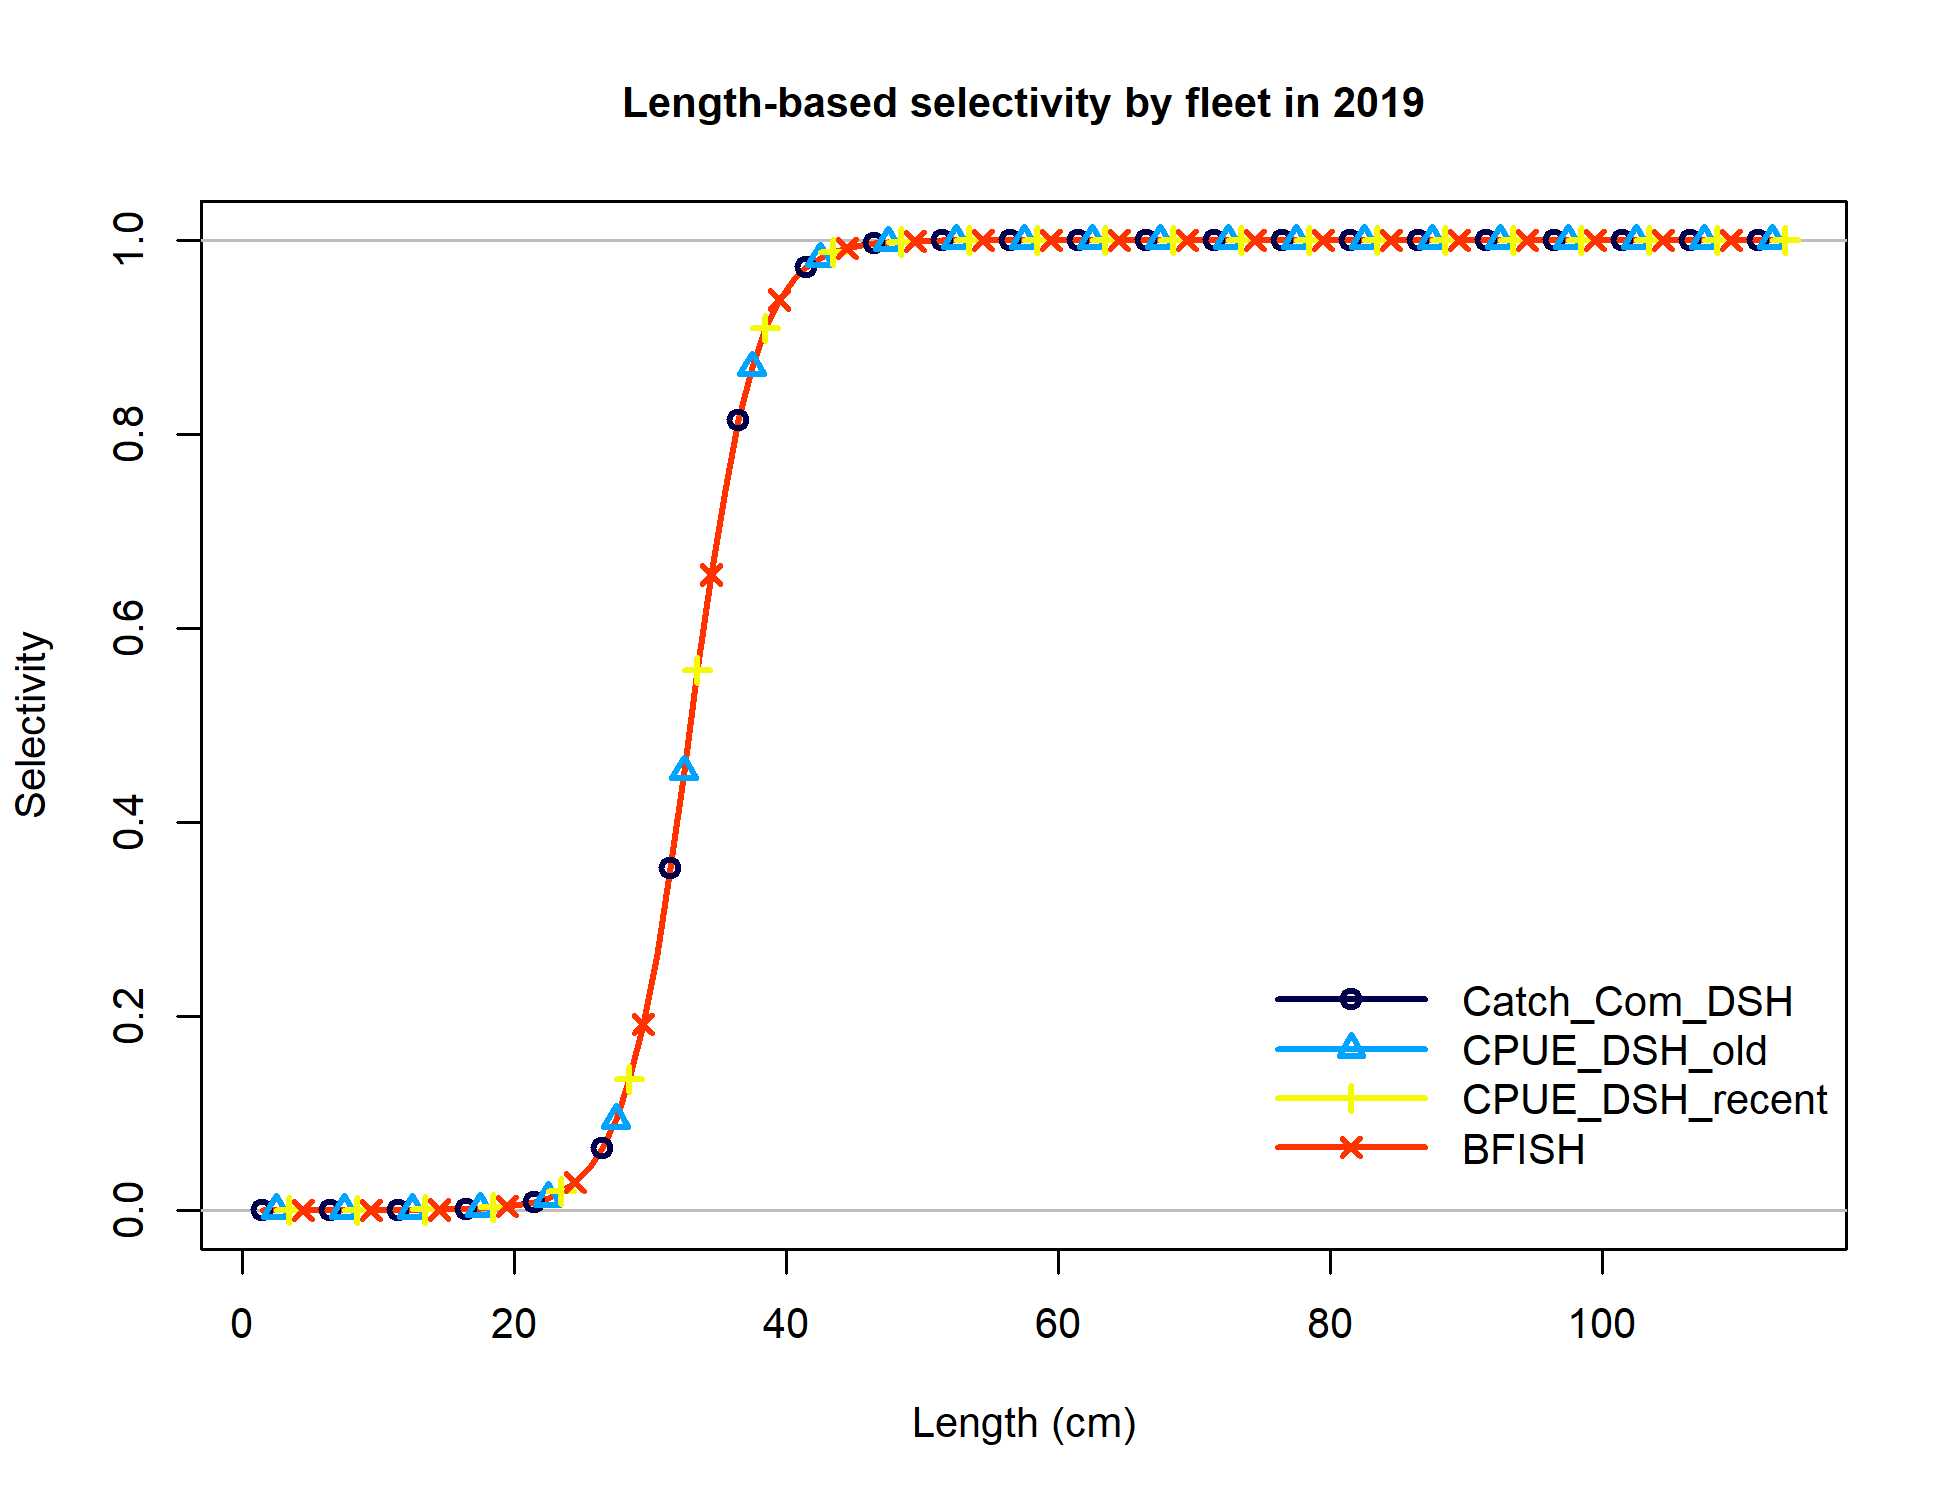 Length-based selectivity by fleet in 2019
Selectivity
1.0
0.8
0.6
0.4
0.2
0.0
0 20 40 60 80 100
Length (cm)
Catch_Com_DSH
CPUE_DSH_old
CPUE_DSH_recent
BFISH